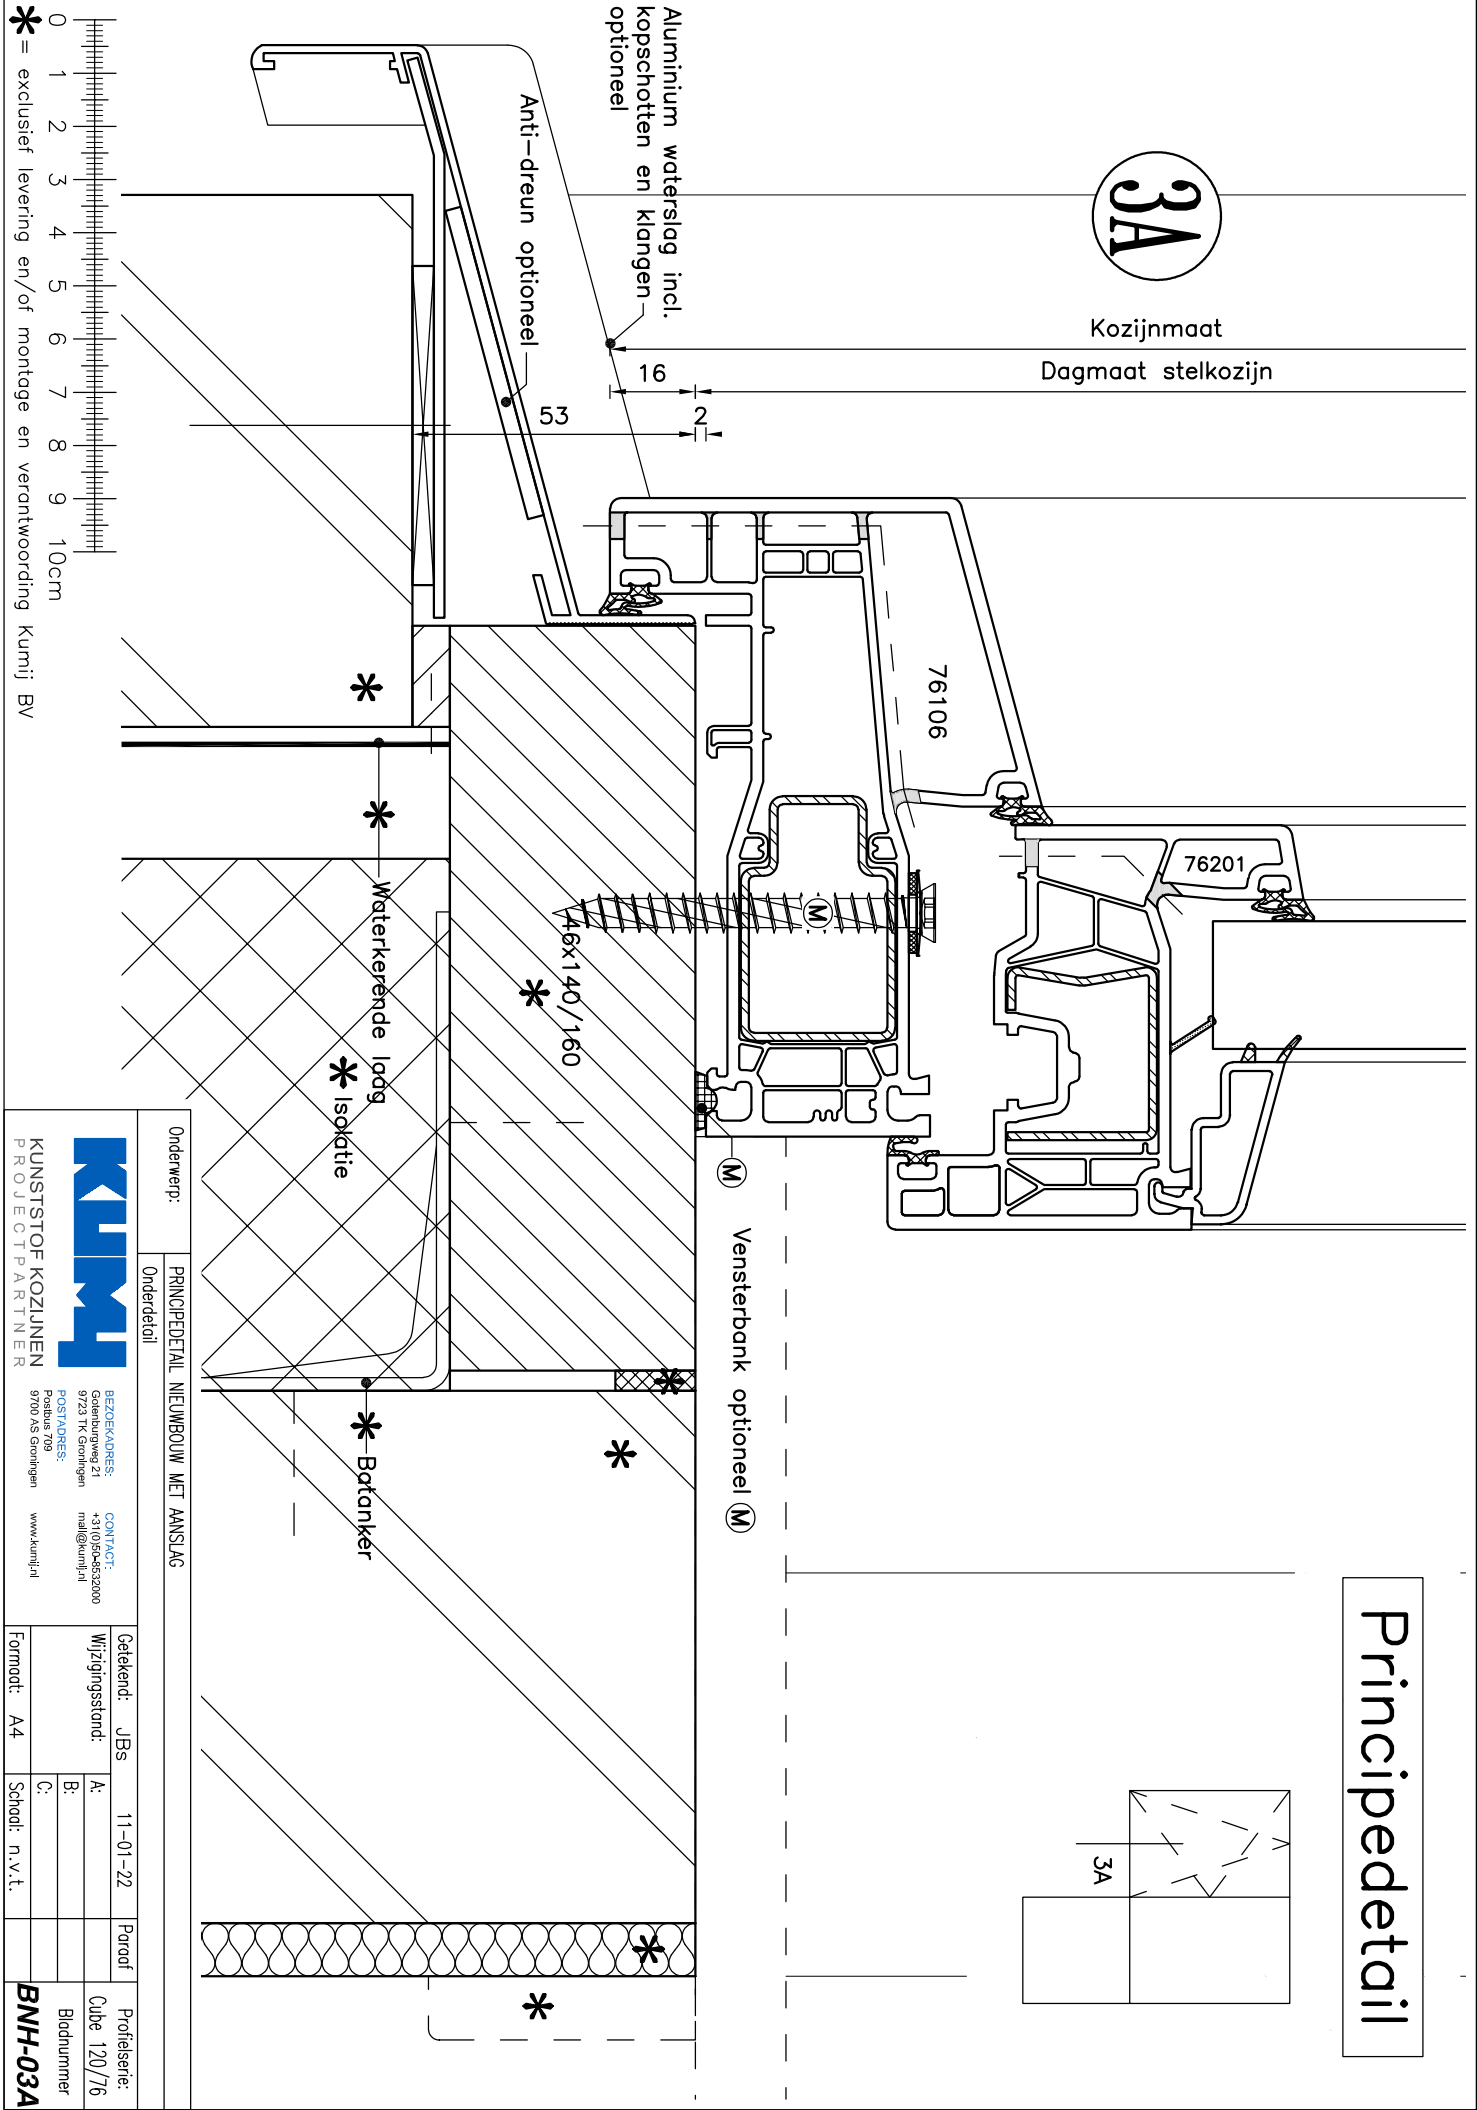 Principedetail
3A
Kozijnmaat
Dagmaat stelkozijn
16
2
53
Aluminium waterslag incl.
kopschotten en klangen
optioneel
Anti-dreun optioneel
76106
76201
M
46x140/160
*
M
Vensterbank optioneel M
*
*
*
*
*
*
Waterkerende laag
* Isolatie
* Batanker
*
3A
0 1 2 3 4 5 6 7 8 9 10cm
* = exclusief levering en/of montage en verantwoording Kumij BV
Onderwerp:
PRINCIPEDETAIL NIEUWBOUW MET AANSLAG
Onderdetail
KUMIJ
KUNSTSTOF KOZIJNEN
PROJECTPARTNER
BEZOEKADRES:
Gotenburgweg 21
9723 TK Groningen
POSTADRES:
Postbus 709
9700 AS Groningen
CONTACT:
+31(0)50-8532000
mail@kumij.nl
www.kumij.nl
Getekend: JBs 11-01-22 Paraaf
Wijzigingsstand: A:
B:
C:
Formaat: A4 Schaal: n.v.t.
Profielserie:
Cube 120/76
Bladnummer
BNH-03A